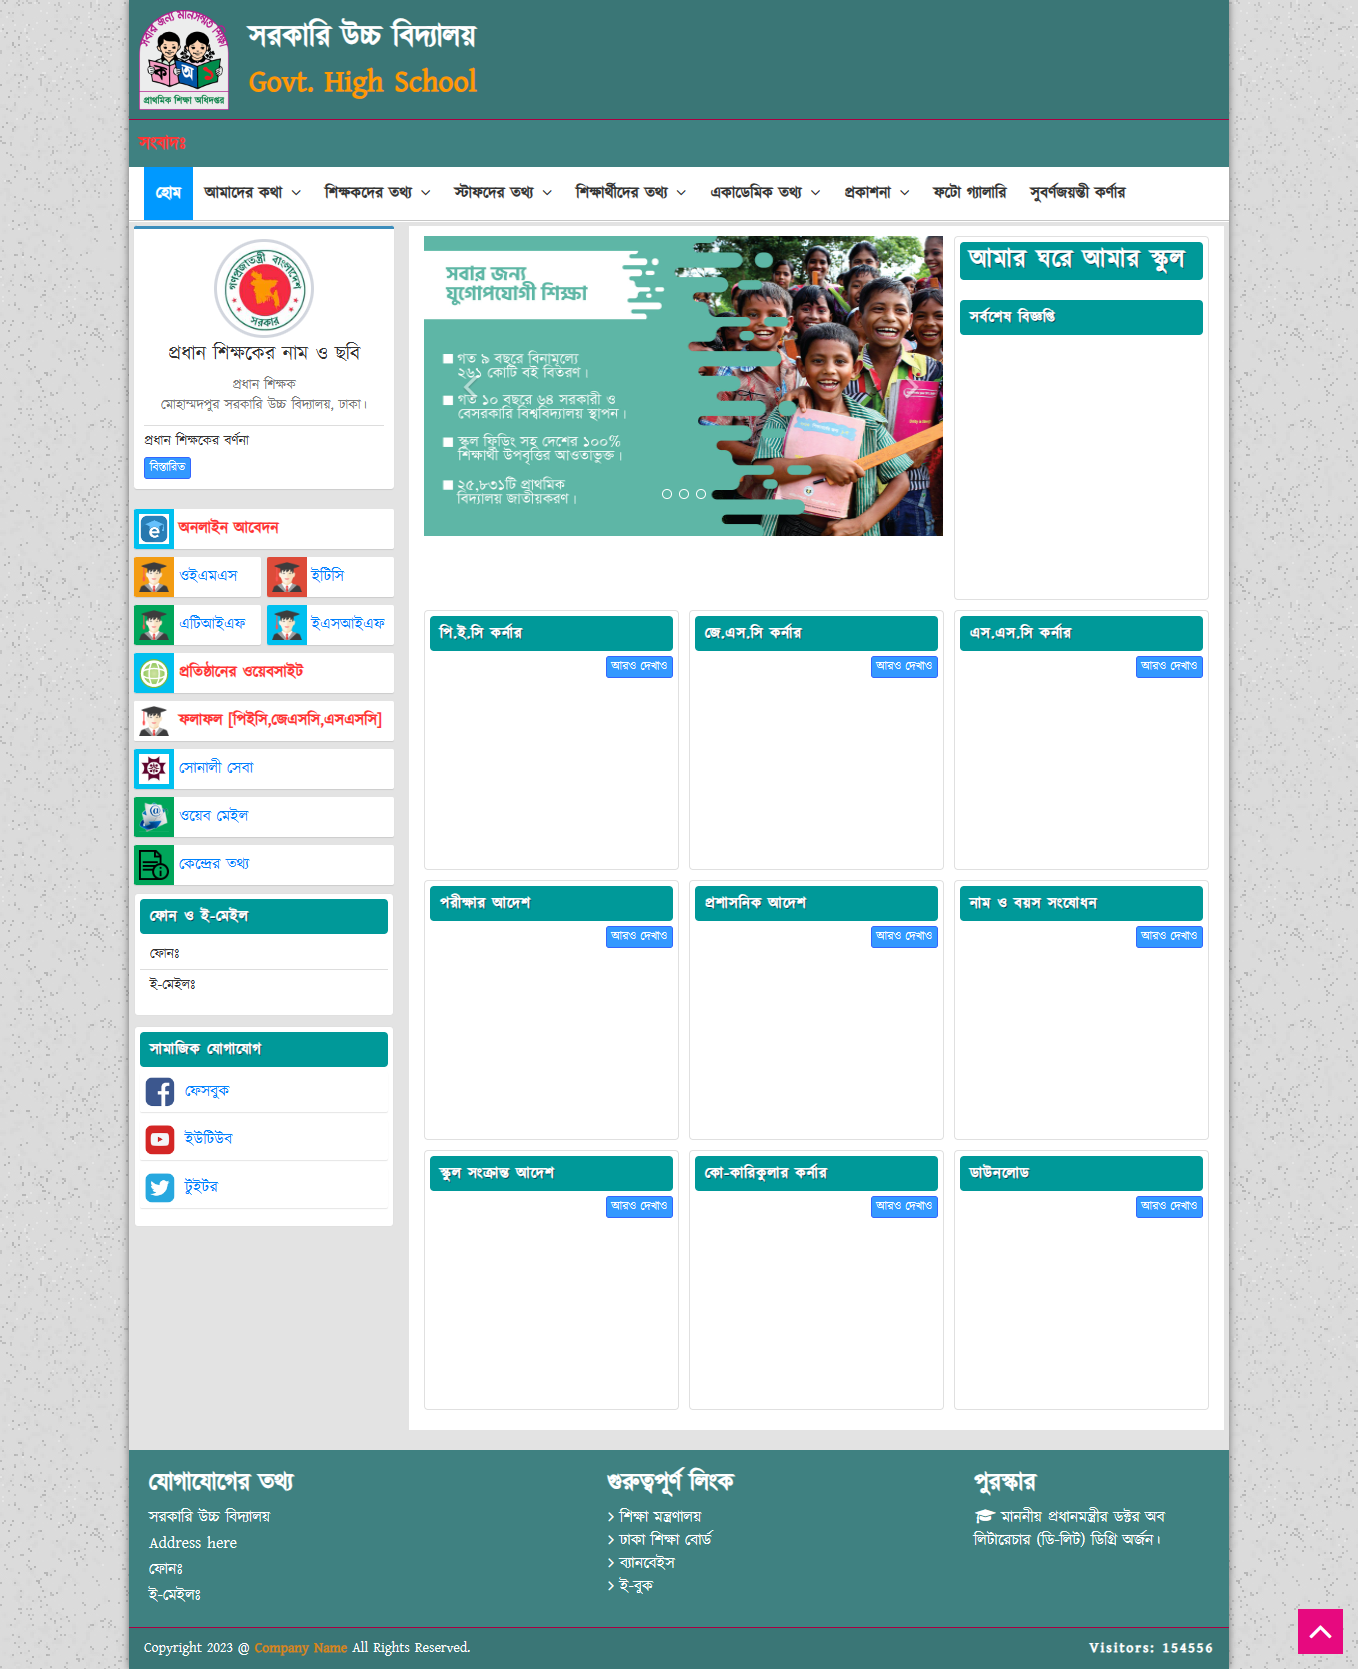 সবার জন্য মানসম্মত শিক্ষা
প্রাথমিক শিক্ষা অধিদপ্তর
সরকারি উচ্চ বিদ্যালয়
Govt. High School
সংবাদঃ
হোম
আমাদের কথা
শিক্ষকদের তথ্য
স্টাফদের তথ্য
শিক্ষার্থীদের তথ্য
একাডেমিক তথ্য
প্রকাশনা
ফটো গ্যালারি
সুবর্ণজয়ন্তী কর্ণার
গণপ্রজাতন্ত্রী বাংলাদেশ
সরকার
প্রধান শিক্ষকের নাম ও ছবি
প্রধান শিক্ষক
মোহাম্মদপুর সরকারি উচ্চ বিদ্যালয়, ঢাকা।
প্রধান শিক্ষকের বর্ণনা
বিস্তারিত
অনলাইন আবেদন
ওইএমএস
ইটিসি
এটিআইএফ
ইএসআইএফ
প্রতিষ্ঠানের ওয়েবসাইট
ফলাফল [পিইসি,জেএসসি,এসএসসি]
সোনালী সেবা
ওয়েব মেইল
কেন্দ্রের তথ্য
ফোন ও ই-মেইল
ফোনঃ
ই-মেইলঃ
সামাজিক যোগাযোগ
ফেসবুক
ইউটিউব
টুইটর
সবার জন্য
যুগোপযোগী শিক্ষা
গত ৯ বছরে বিনামূল্যে
২৬১ কোটি বই বিতরণ।
গত ১০ বছরে ৬৪ সরকারী ও
বেসরকারি বিশ্ববিদ্যালয় স্থাপন।
স্কুল ফিডিং সহ দেশের ১০০%
শিক্ষার্থী উপবৃত্তির আওতাভুক্ত।
২৫,৮৩১টি প্রাথমিক
বিদ্যালয় জাতীয়করণ।
আমার ঘরে আমার স্কুল
সর্বশেষ বিজ্ঞপ্তি
পি.ই.সি কর্নার
আরও দেখাও
জে.এস.সি কর্নার
আরও দেখাও
এস.এস.সি কর্নার
আরও দেখাও
পরীক্ষার আদেশ
আরও দেখাও
প্রশাসনিক আদেশ
আরও দেখাও
নাম ও বয়স সংষোধন
আরও দেখাও
স্কুল সংক্রান্ত আদেশ
আরও দেখাও
কো-কারিকুলার কর্নার
আরও দেখাও
ডাউনলোড
আরও দেখাও
যোগাযোগের তথ্য
সরকারি উচ্চ বিদ্যালয়
Address here
ফোনঃ
ই-মেইলঃ
গুরুত্বপূর্ণ লিংক
শিক্ষা মন্ত্রণালয়
ঢাকা শিক্ষা বোর্ড
ব্যানবেইস
ই-বুক
পুরস্কার
মাননীয় প্রধানমন্ত্রীর ডক্টর অব
লিটারেচার (ডি-লিট) ডিগ্রি অর্জন।
Copyright 2023 @ Company Name All Rights Reserved.
Visitors: 154556